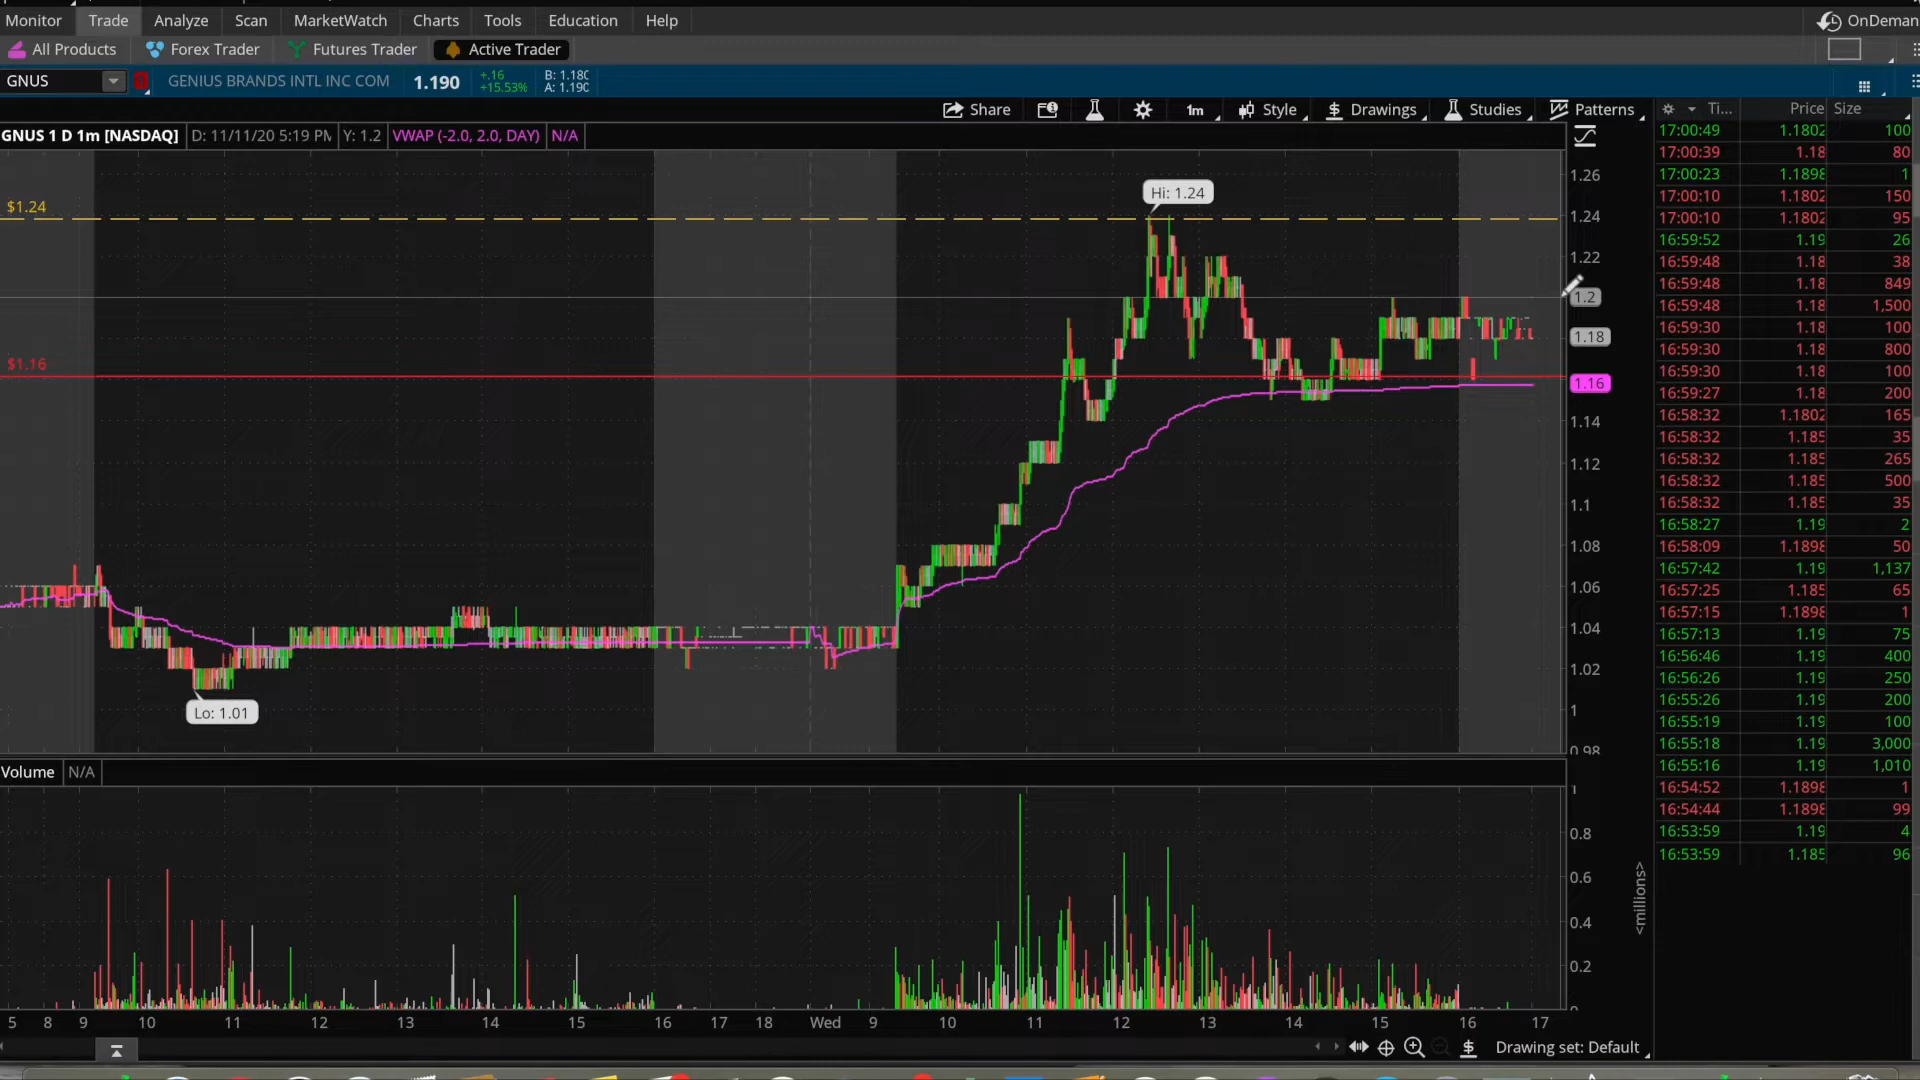 Monitor Trade Analyze Scan MarketWatch Charts Tools Education Help OnDeman
All Products Forex Trader Futures Trader Active Trader
GNUS GENIUS BRANDS INTL INC COM 1.190 +.16 +15.53% B: 1.18 A: 1.19
Share 1m Style Drawings Studies Patterns
GNUS 1 D 1m [NASDAQ] D: 11/11/20 5:19 PM Y: 1.2 VWAP (-2.0, 2.0, DAY) N/A
Ti... Price Size
17:00:49 1.1802 100
17:00:39 1.18 80
17:00:23 1.1898 1
17:00:10 1.1802 150
17:00:10 1.1802 95
16:59:52 1.19 26
16:59:48 1.18 38
16:59:48 1.18 849
16:59:48 1.18 1,500
16:59:30 1.18 100
16:59:30 1.18 800
16:59:30 1.18 100
16:59:27 1.18 200
16:58:32 1.1802 165
16:58:32 1.185 35
16:58:32 1.185 265
16:58:32 1.185 500
16:58:32 1.185 35
16:58:27 1.19 2
16:58:09 1.1898 50
16:57:42 1.19 1,137
16:57:25 1.185 65
16:57:15 1.1898 1
16:57:13 1.19 75
16:56:46 1.19 400
16:56:26 1.19 250
16:55:26 1.19 200
16:55:19 1.19 100
16:55:18 1.19 3,000
16:55:16 1.19 1,010
16:54:52 1.1898 1
16:54:44 1.1898 99
16:53:59 1.19 4
16:53:59 1.185 96
$1.24
Hi: 1.24
$1.16
Lo: 1.01
1.26
1.24
1.22
1.2
1.18
1.16
1.14
1.12
1.1
1.08
1.06
1.04
1.02
1
0.98
Volume N/A
1
0.8
0.6
0.4
0.2
<millions>
5 8 9 10 11 12 13 14 15 16 17 18 Wed 9 10 11 12 13 14 15 16 17
Drawing set: Default